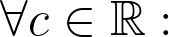 ∀c ∈ ℝ :